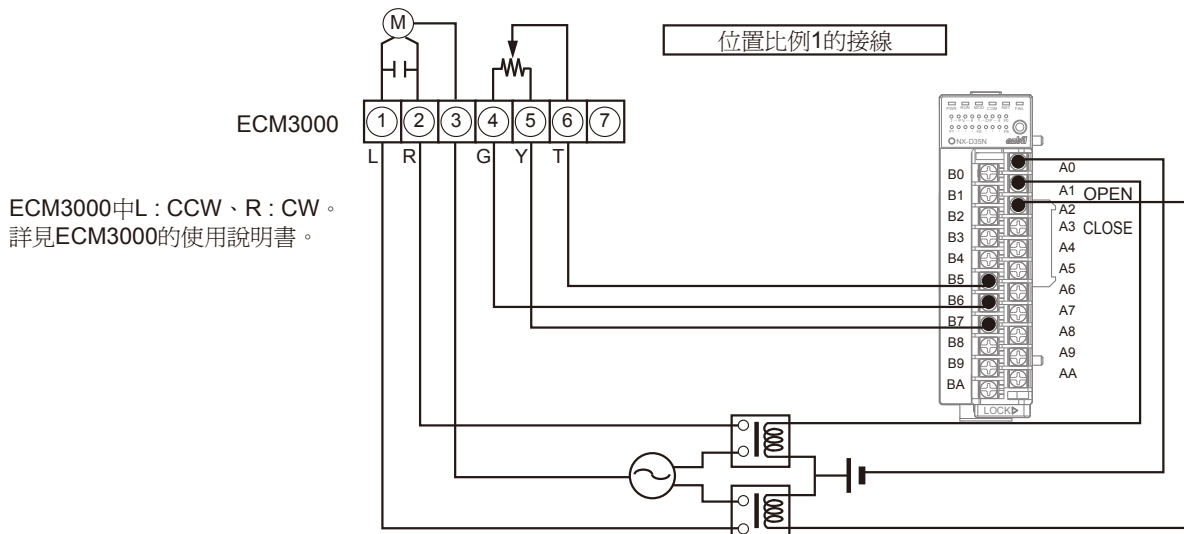 位置比例1的接線
M
ECM3000
1 2 3 4 5 6 7
L R G Y T
ECM3000中L : CCW、R : CW。
詳見ECM3000的使用說明書。
NX-D35N
B0
B1
B2
B3
B4
B5
B6
B7
B8
B9
BA
A0
A1 OPEN
A2
A3 CLOSE
A4
A5
A6
A7
A8
A9
AA
LOCK